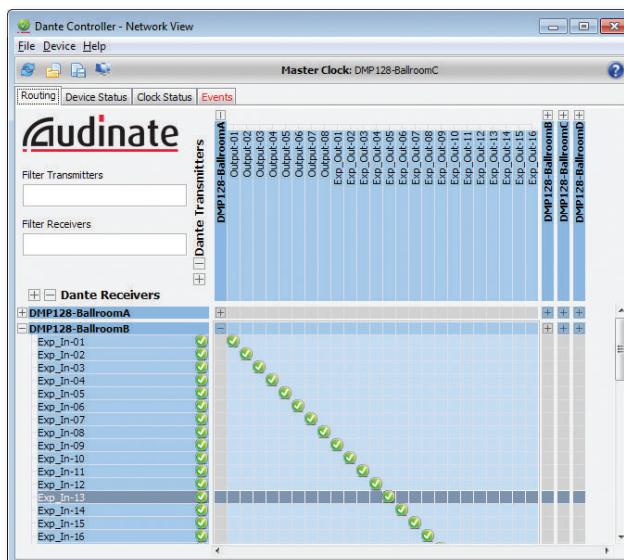 Dante Controller - Network View
File Device Help
Master Clock: DMP128-BallroomC
Routing Device Status Clock Status Events
Audinate
Filter Transmitters
Filter Receivers
Dante Transmitters
DMP128-BallroomA
Output-01
Output-02
Output-03
Output-04
Output-05
Output-06
Output-07
Output-08
Exp_Out-01
Exp_Out-02
Exp_Out-03
Exp_Out-04
Exp_Out-05
Exp_Out-06
Exp_Out-07
Exp_Out-08
Exp_Out-09
Exp_Out-10
Exp_Out-11
Exp_Out-12
Exp_Out-13
Exp_Out-14
Exp_Out-15
Exp_Out-16
DMP128-BallroomB
DMP128-BallroomC
DMP128-BallroomD
Dante Receivers
DMP128-BallroomA
DMP128-BallroomB
Exp_In-01
Exp_In-02
Exp_In-03
Exp_In-04
Exp_In-05
Exp_In-06
Exp_In-07
Exp_In-08
Exp_In-09
Exp_In-10
Exp_In-11
Exp_In-12
Exp_In-13
Exp_In-14
Exp_In-15
Exp_In-16